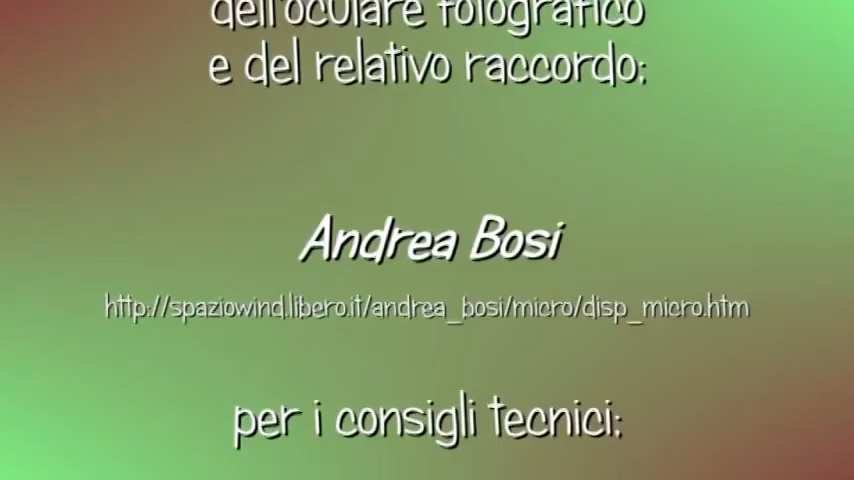 dell'oculare fotografico
e del relativo raccordo;
Andrea Bosi
http://spaziowind.libero.it/andrea_bosi/micro/disp_micro.htm
per i consigli tecnici;